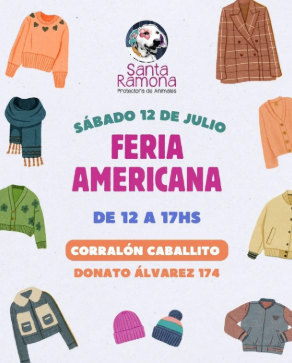 Santa
Ramona
Protectora de Animales
SÁBADO 12 DE JULIO
FERIA
AMERICANA
DE 12 A 17HS
CORRALÓN CABALLITO
DONATO ÁLVAREZ 174